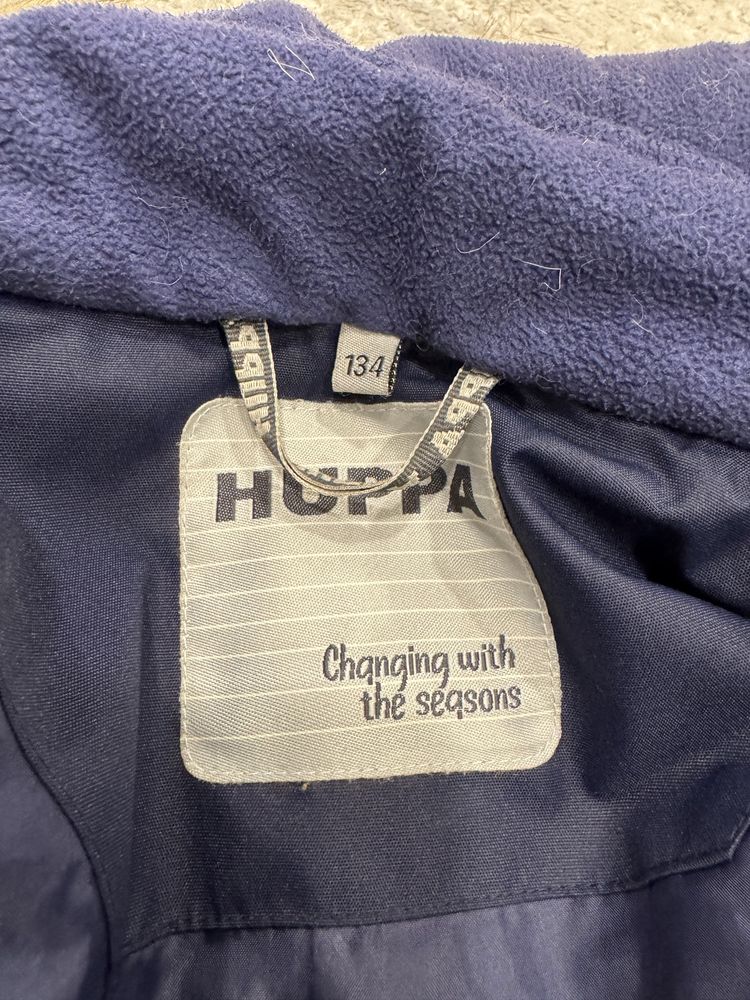 134
HUPPA
Changing with
the seasons